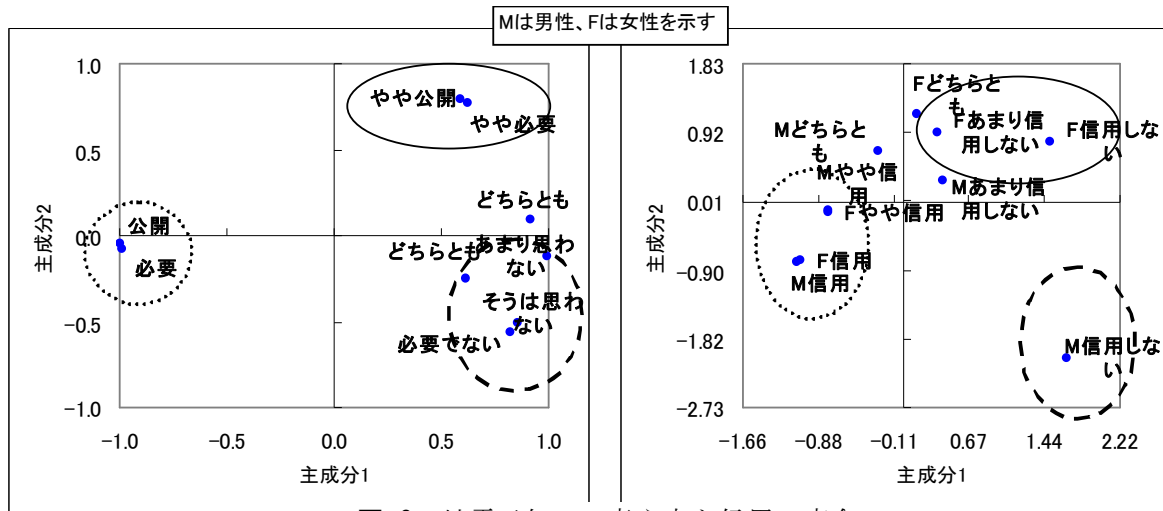 Mは男性、Fは女性を示す
1.0
0.5
0.0
-0.5
-1.0
主成分2
-1.0
-0.5
0.0
0.5
1.0
主成分1
やや公開
やや必要
どちらとも
公開
必要
どちらとも
あまり思わ
ない
そうは思わ
ない
必要でない
1.83
0.92
0.01
-0.90
-1.82
-2.73
主成分2
-1.66
-0.88
-0.11
0.67
1.44
2.22
主成分1
Fどちらと
も
Fあまり信
用しない
F信用しな
い
Mどちらと
も
Mやや信
用
Mあまり信
用しない
Fやや信用
F信用
M信用
M信用しな
い